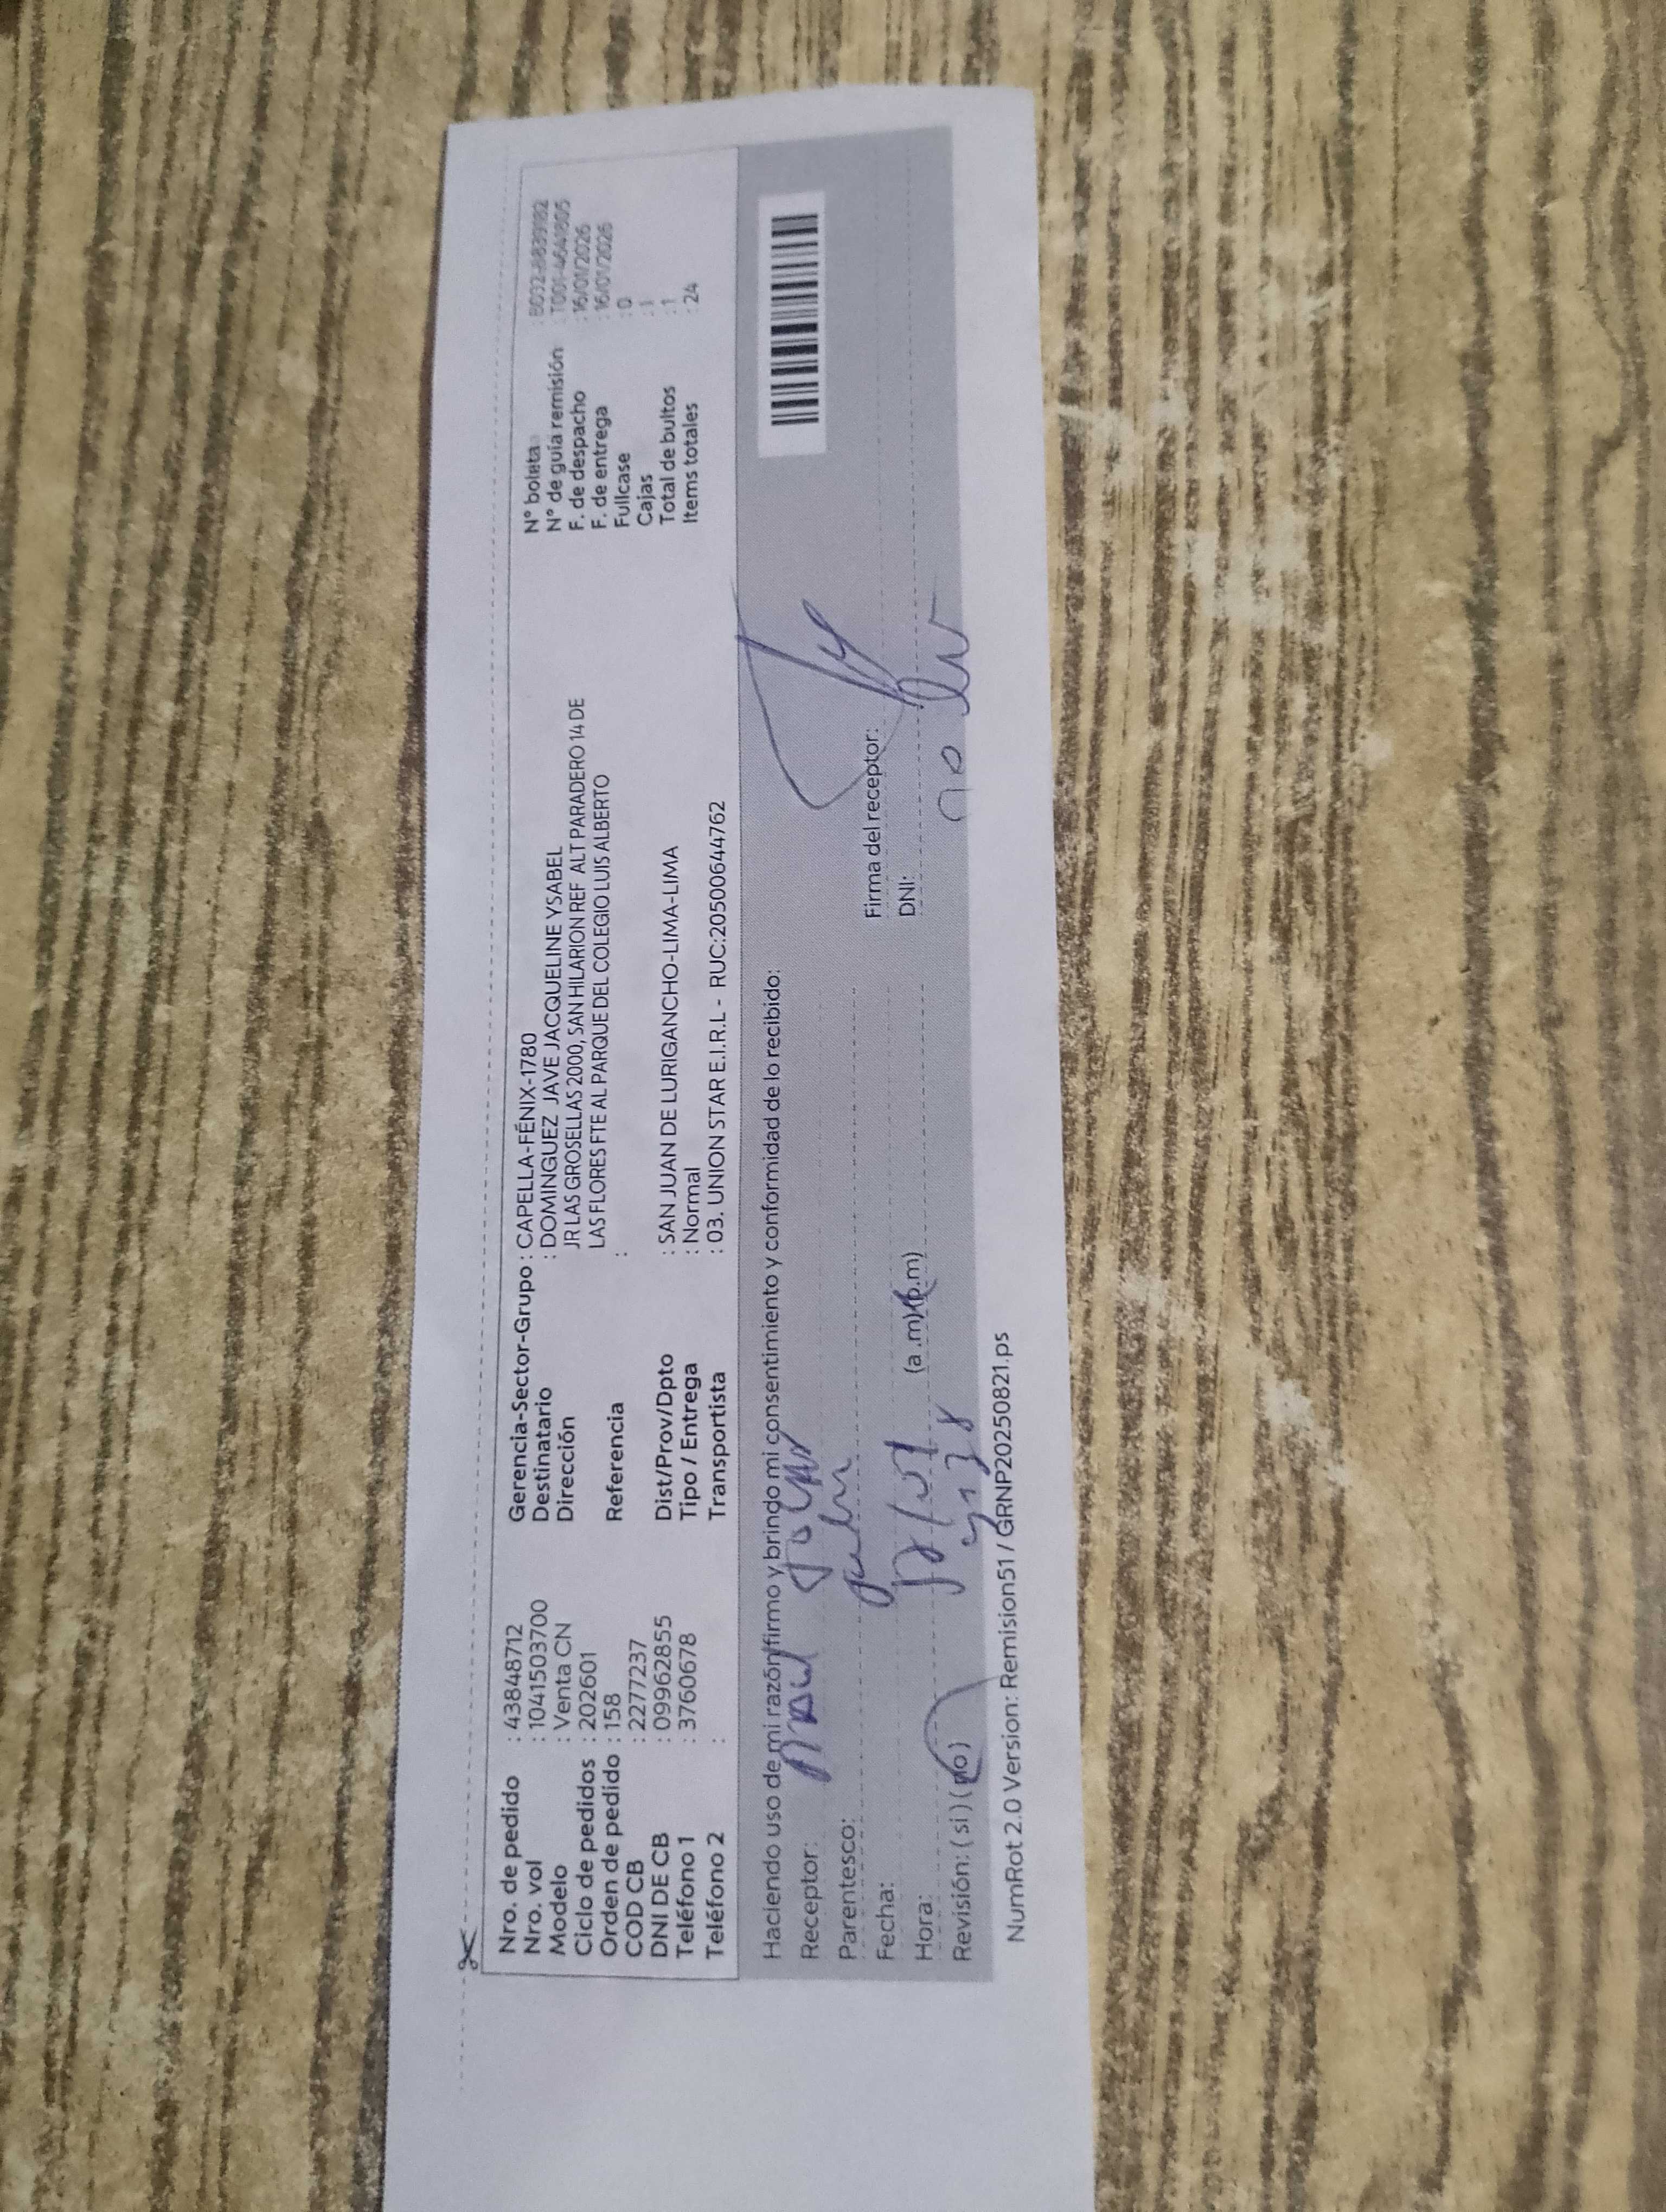 Nro. de pedido : 43848712
Nro. vol : 1041503700
Modelo : Venta CN
Ciclo de pedidos : 202601
Orden de pedido : 158
COD CB : 2277237
DNI DE CB : 099628855
Teléfono 1 : 3760678
Teléfono 2 :
Gerencia-Sector-Grupo : CAPELLA-FÉNIX-1780
Destinatario : DOMINGUEZ JAVE JACQUELINE YSABEL
Dirección JR LAS GROSELLAS 2000, SAN HILARION REF ALT PARADERO 14 DE
LAS FLORES FTE AL PARQUE DEL COLEGIO LUIS ALBERTO
Referencia :
Dist/Prov/Dpto : SAN JUAN DE LURIGANCHO-LIMA-LIMA
Tipo / Entrega : Normal
Transportista : 03. UNION STAR E.I.R.L - RUC:20500644762
N° boleta
N° de guía remisión
F. de despacho : 16/01/2026
F. de entrega : 16/01/2026
Fullcase : 0
Cajas : 1
Total de bultos : 1
Items totales : 24
Haciendo uso de mi razón firmo y brindo mi consentimiento y conformidad de lo recibido:
Receptor:
Parentesco:
Fecha:
Hora: (a.m) (p.m)
Revisión: (si) (no)
Firma del receptor:
DNI:
NumRot 2.0 Version: Remision51 / GRNP20250821.ps